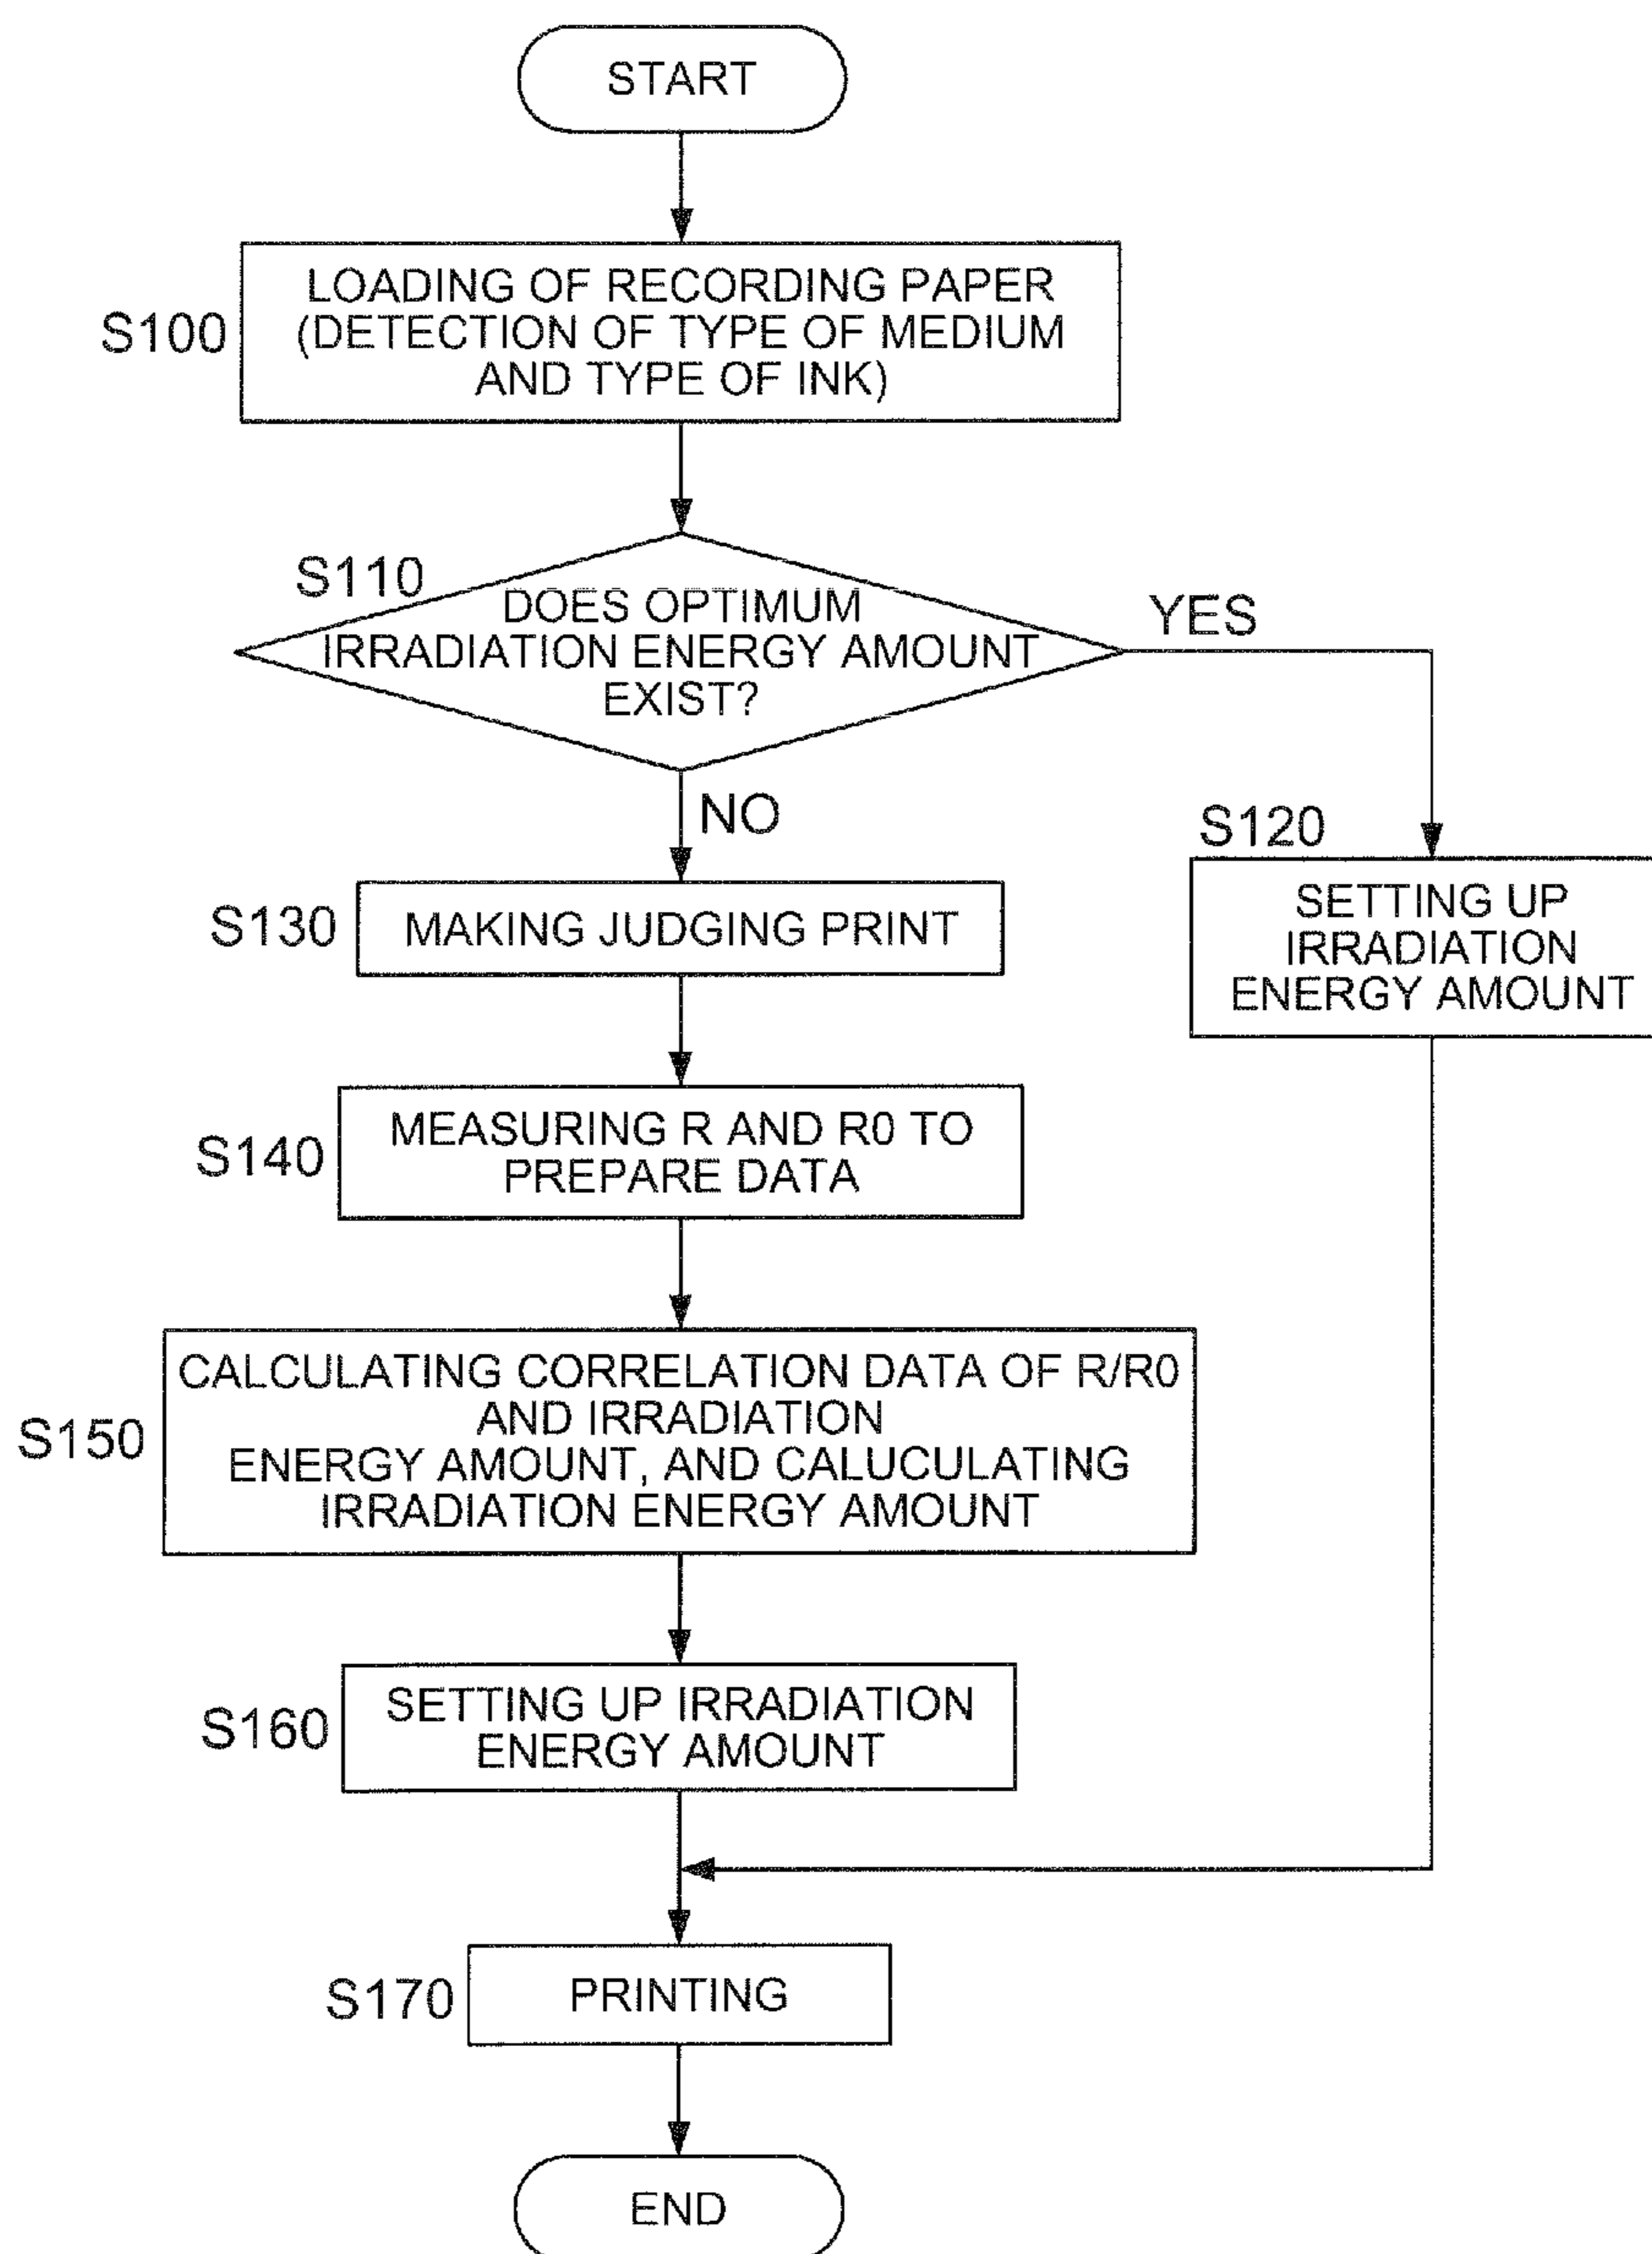 START
S100
LOADING OF RECORDING PAPER
(DETECTION OF TYPE OF MEDIUM
AND TYPE OF INK)
S110
DOES OPTIMUM
IRRADIATION ENERGY AMOUNT
EXIST?
YES
NO
S120
SETTING UP
IRRADIATION
ENERGY AMOUNT
S130
MAKING JUDGING PRINT
S140
MEASURING R AND R0 TO
PREPARE DATA
S150
CALCULATING CORRELATION DATA OF R/R0
AND IRRADIATION
ENERGY AMOUNT, AND CALUCULATING
IRRADIATION ENERGY AMOUNT
S160
SETTING UP IRRADIATION
ENERGY AMOUNT
S170
PRINTING
END